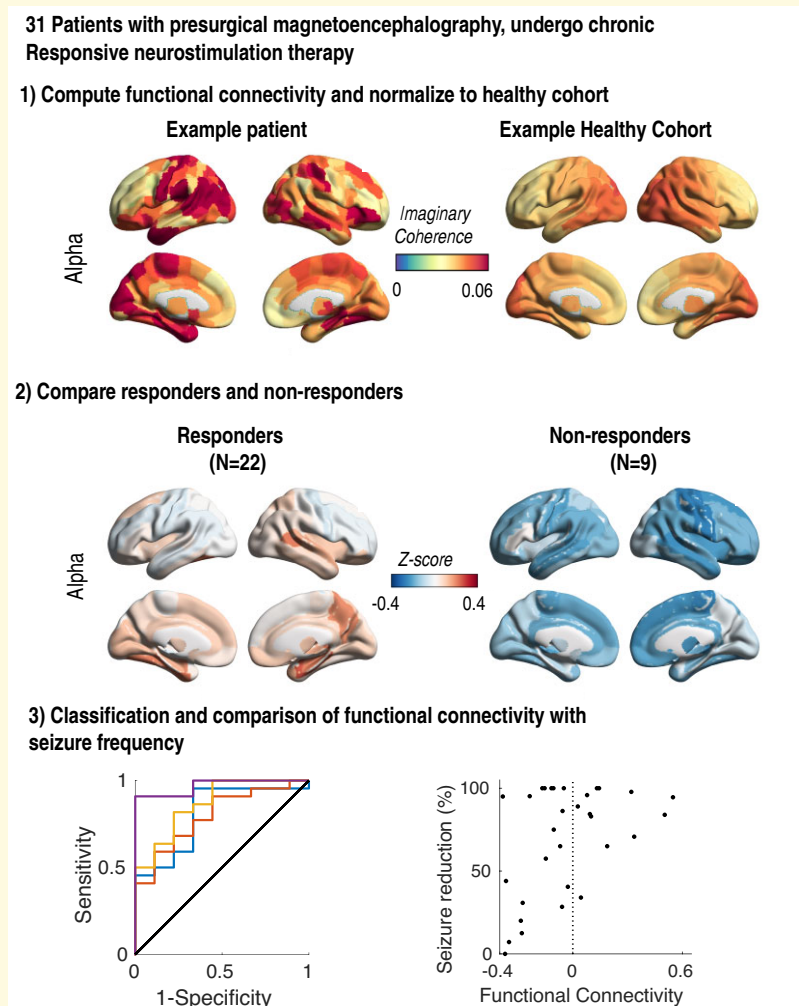 31 Patients with presurgical magnetoencephalography, undergo chronic
Responsive neurostimulation therapy
1) Compute functional connectivity and normalize to healthy cohort
Example patient
Example Healthy Cohort
Alpha
Imaginary
Coherence
0
0.06
2) Compare responders and non-responders
Responders
(N=22)
Non-responders
(N=9)
Alpha
Z-score
-0.4
0.4
3) Classification and comparison of functional connectivity with
seizure frequency
Sensitivity
1
0.5
0
0
0.5
1
1-Specificity
Seizure reduction (%)
100
50
0
-0.4
0
0.6
Functional Connectivity